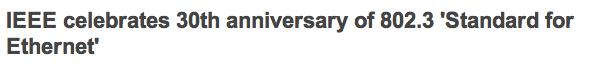 IEEE celebrates 30th anniversary of 802.3 'Standard for
Ethernet'